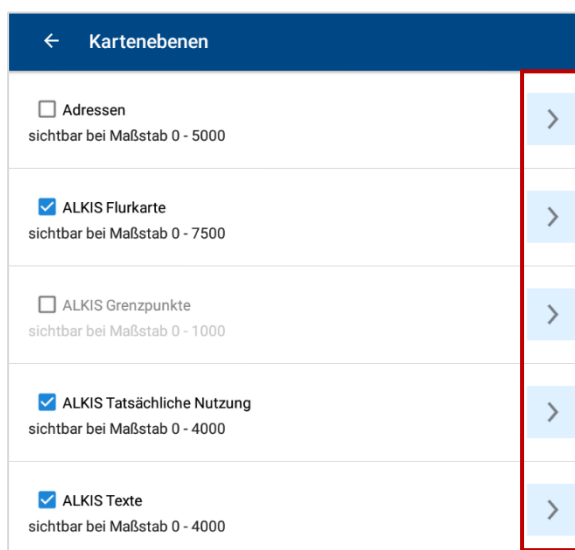 Kartenebenen
Adressen
sichtbar bei Maßstab 0 - 5000
ALKIS Flurkarte
sichtbar bei Maßstab 0 - 7500
ALKIS Grenzpunkte
sichtbar bei Maßstab 0 - 1000
ALKIS Tatsächliche Nutzung
sichtbar bei Maßstab 0 - 4000
ALKIS Texte
sichtbar bei Maßstab 0 - 4000